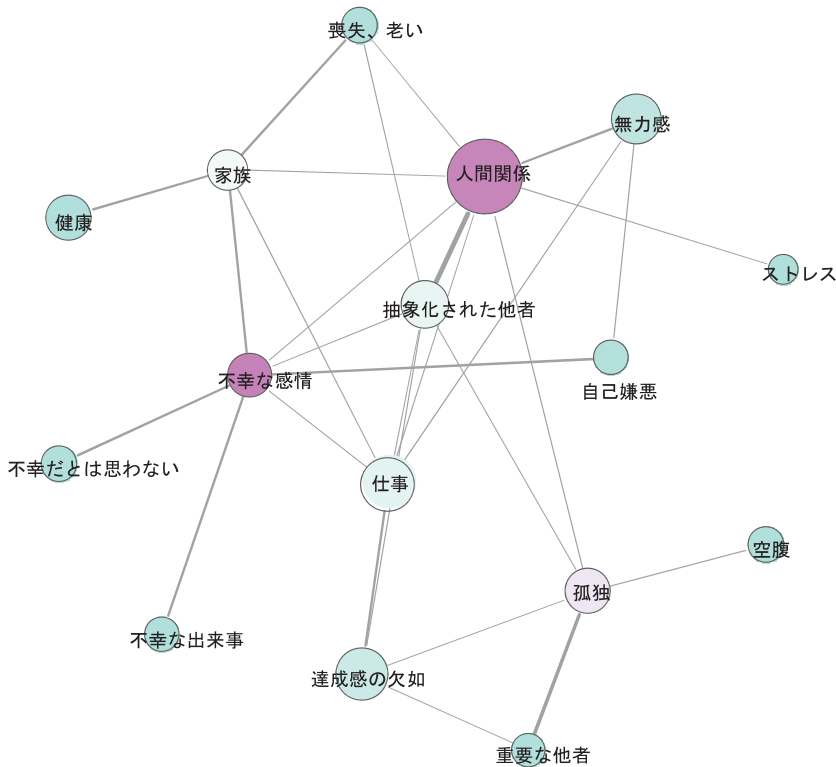 喪失、老い
無力感
人間関係
家族
健康
ストレス
抽象化された他者
不幸な感情
自己嫌悪
不幸だとは思わない
仕事
空腹
孤独
不幸な出来事
達成感の欠如
重要な他者